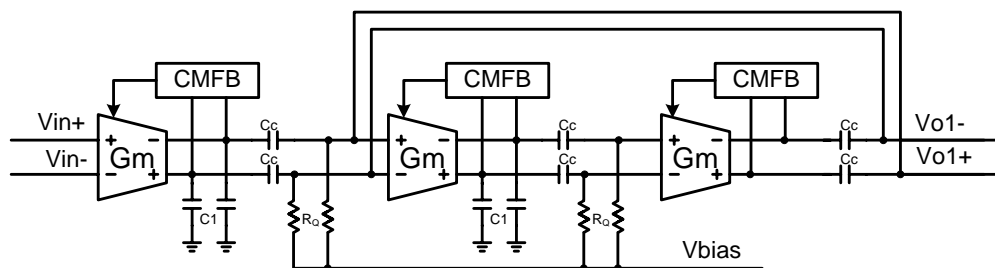 CMFB CMFB CMFB
Vin+ + − Cc + − Cc + − Cc Vo1-
Gm Gm Gm
Vin- − + Cc − + Cc − + Cc Vo1+
C1 RQ C1 RQ
Vbias